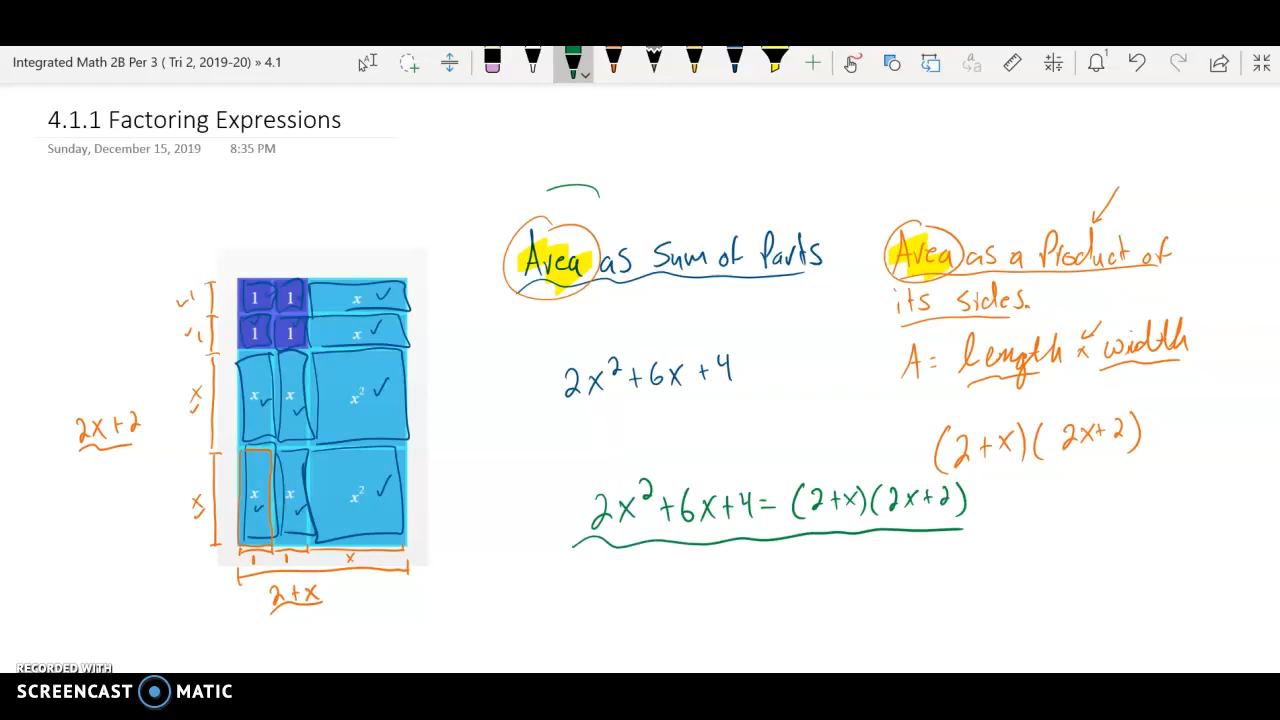 Integrated Math 2B Per 3 ( Tri 2, 2019-20) » 4.1
4.1.1 Factoring Expressions
Sunday, December 15, 2019 8:35 PM
Area as Sum of Parts
Area as a Product of
its sides.
A = length x width
2x² + 6x + 4
(2+x)( 2x+2)
2x² + 6x + 4 = (2+x)(2x+2)
1 1 x
1 1 x
x x x²
x x x²
1
1
x
x
2x+2
1 1 x
2+x
RECORDED WITH
SCREENCAST MATIC